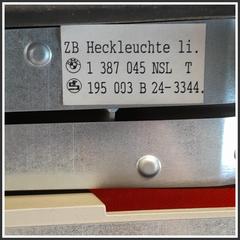 ZB Heckleuchte li.
1 387 045 NSL T
195 003 B 24-3344.